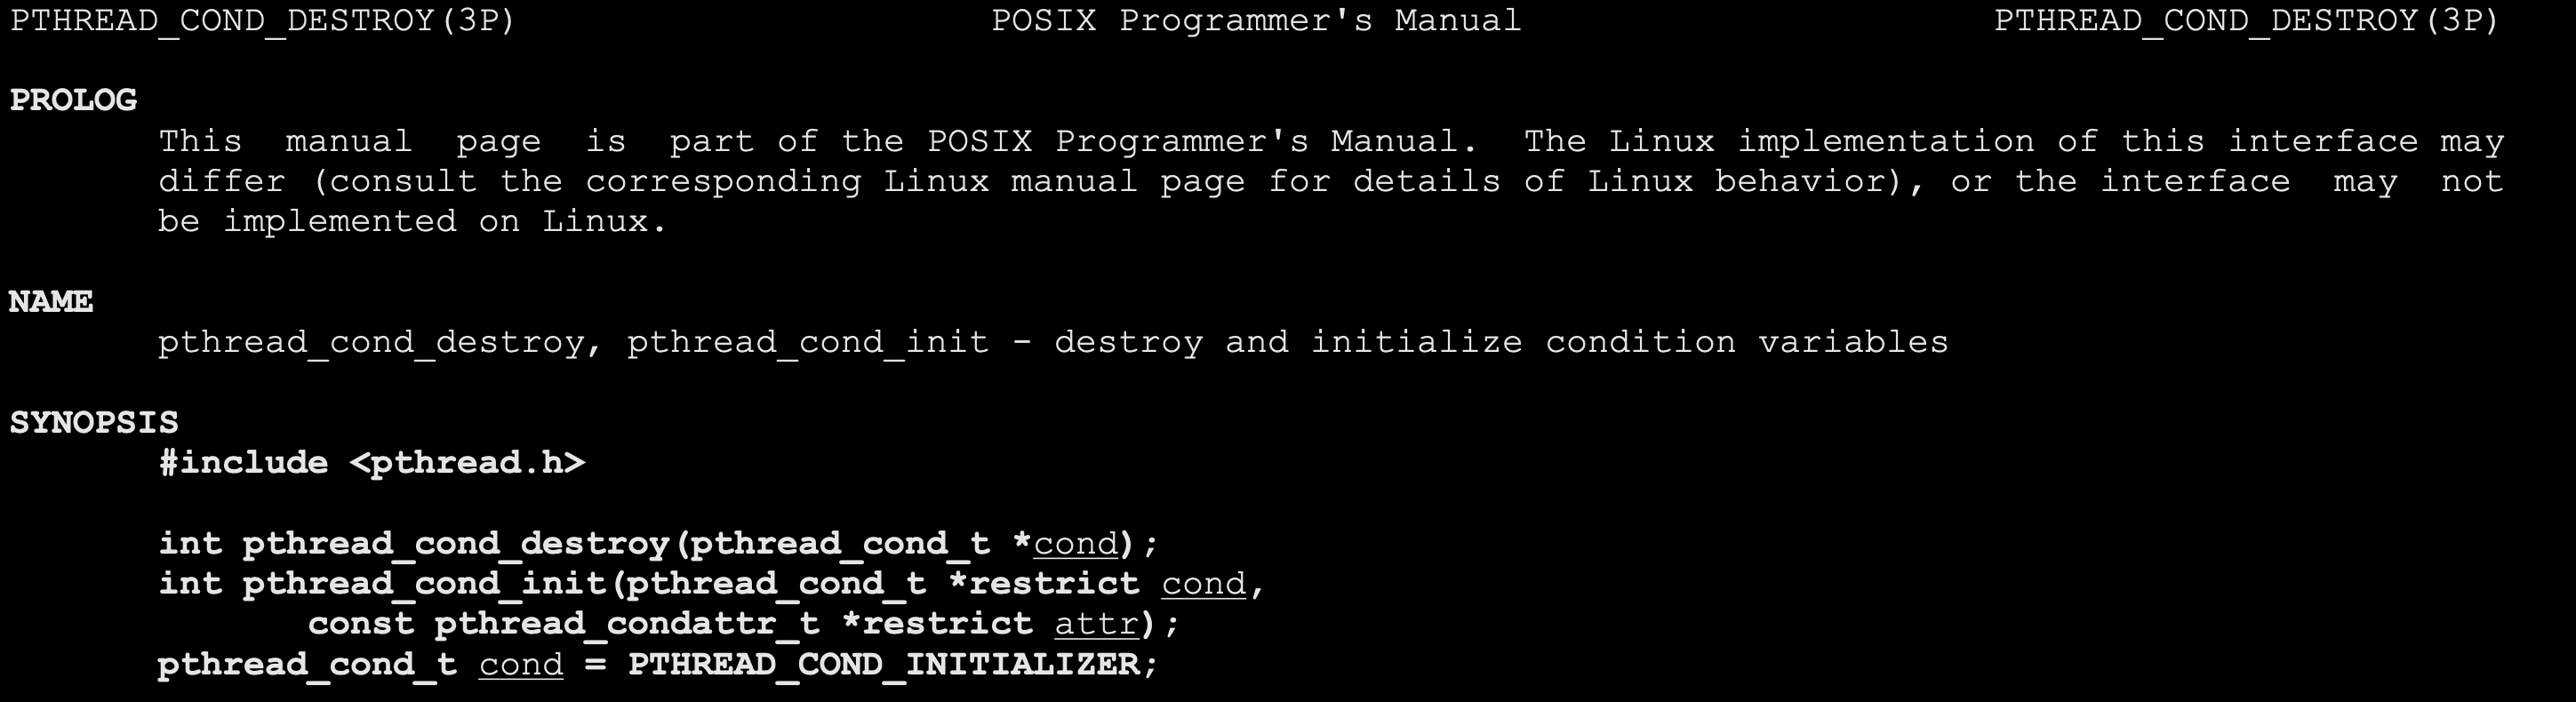 PTHREAD_COND_DESTROY(3P) POSIX Programmer's Manual PTHREAD_COND_DESTROY(3P)
PROLOG
This manual page is part of the POSIX Programmer's Manual. The Linux implementation of this interface may
differ (consult the corresponding Linux manual page for details of Linux behavior), or the interface may not
be implemented on Linux.
NAME
pthread_cond_destroy, pthread_cond_init - destroy and initialize condition variables
SYNOPSIS
#include <pthread.h>
int pthread_cond_destroy(pthread_cond_t *cond);
int pthread_cond_init(pthread_cond_t *restrict cond,
const pthread_condattr_t *restrict attr);
pthread_cond_t cond = PTHREAD_COND_INITIALIZER;